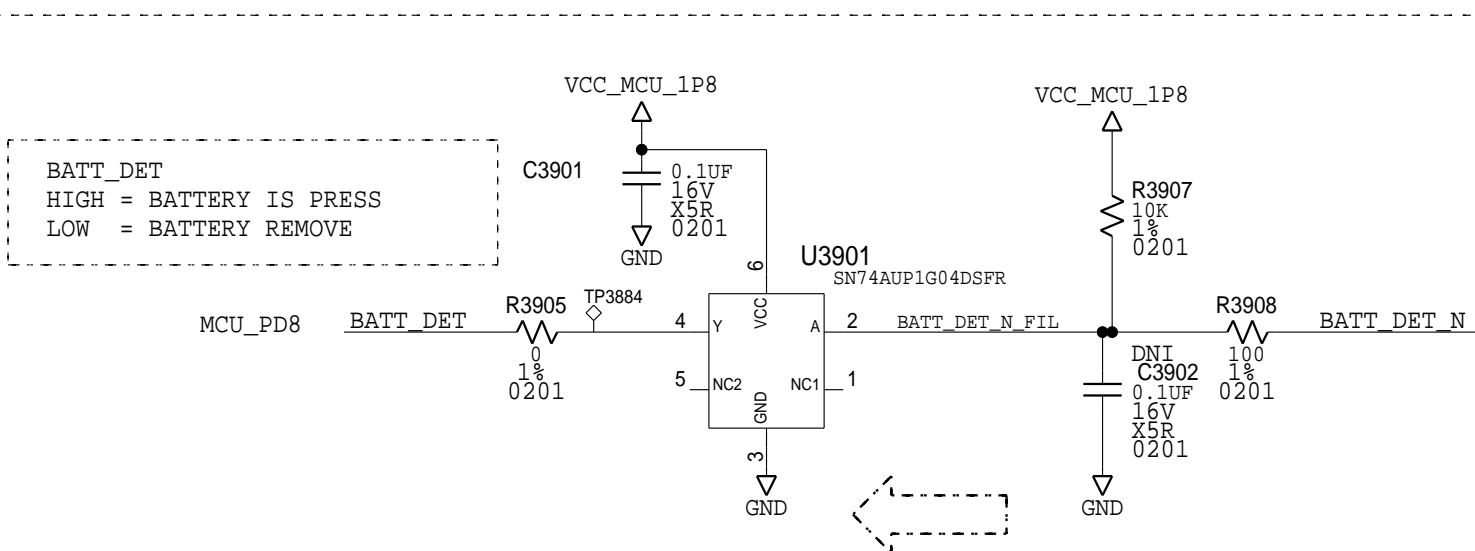 VCC_MCU_1P8
VCC_MCU_1P8
BATT_DET
HIGH = BATTERY IS PRESS
LOW = BATTERY REMOVE
C3901
0.1UF
16V
X5R
0201
GND
R3907
10K
1%
0201
U3901
SN74AUP1G04DSFR
MCU_PD8
BATT_DET
R3905
0
1%
0201
TP3884
4
Y
6
VCC
A
2
BATT_DET_N_FIL
R3908
100
1%
0201
BATT_DET_N
5
NC2
GND
NC1
1
3
GND
DNI
C3902
0.1UF
16V
X5R
0201
GND